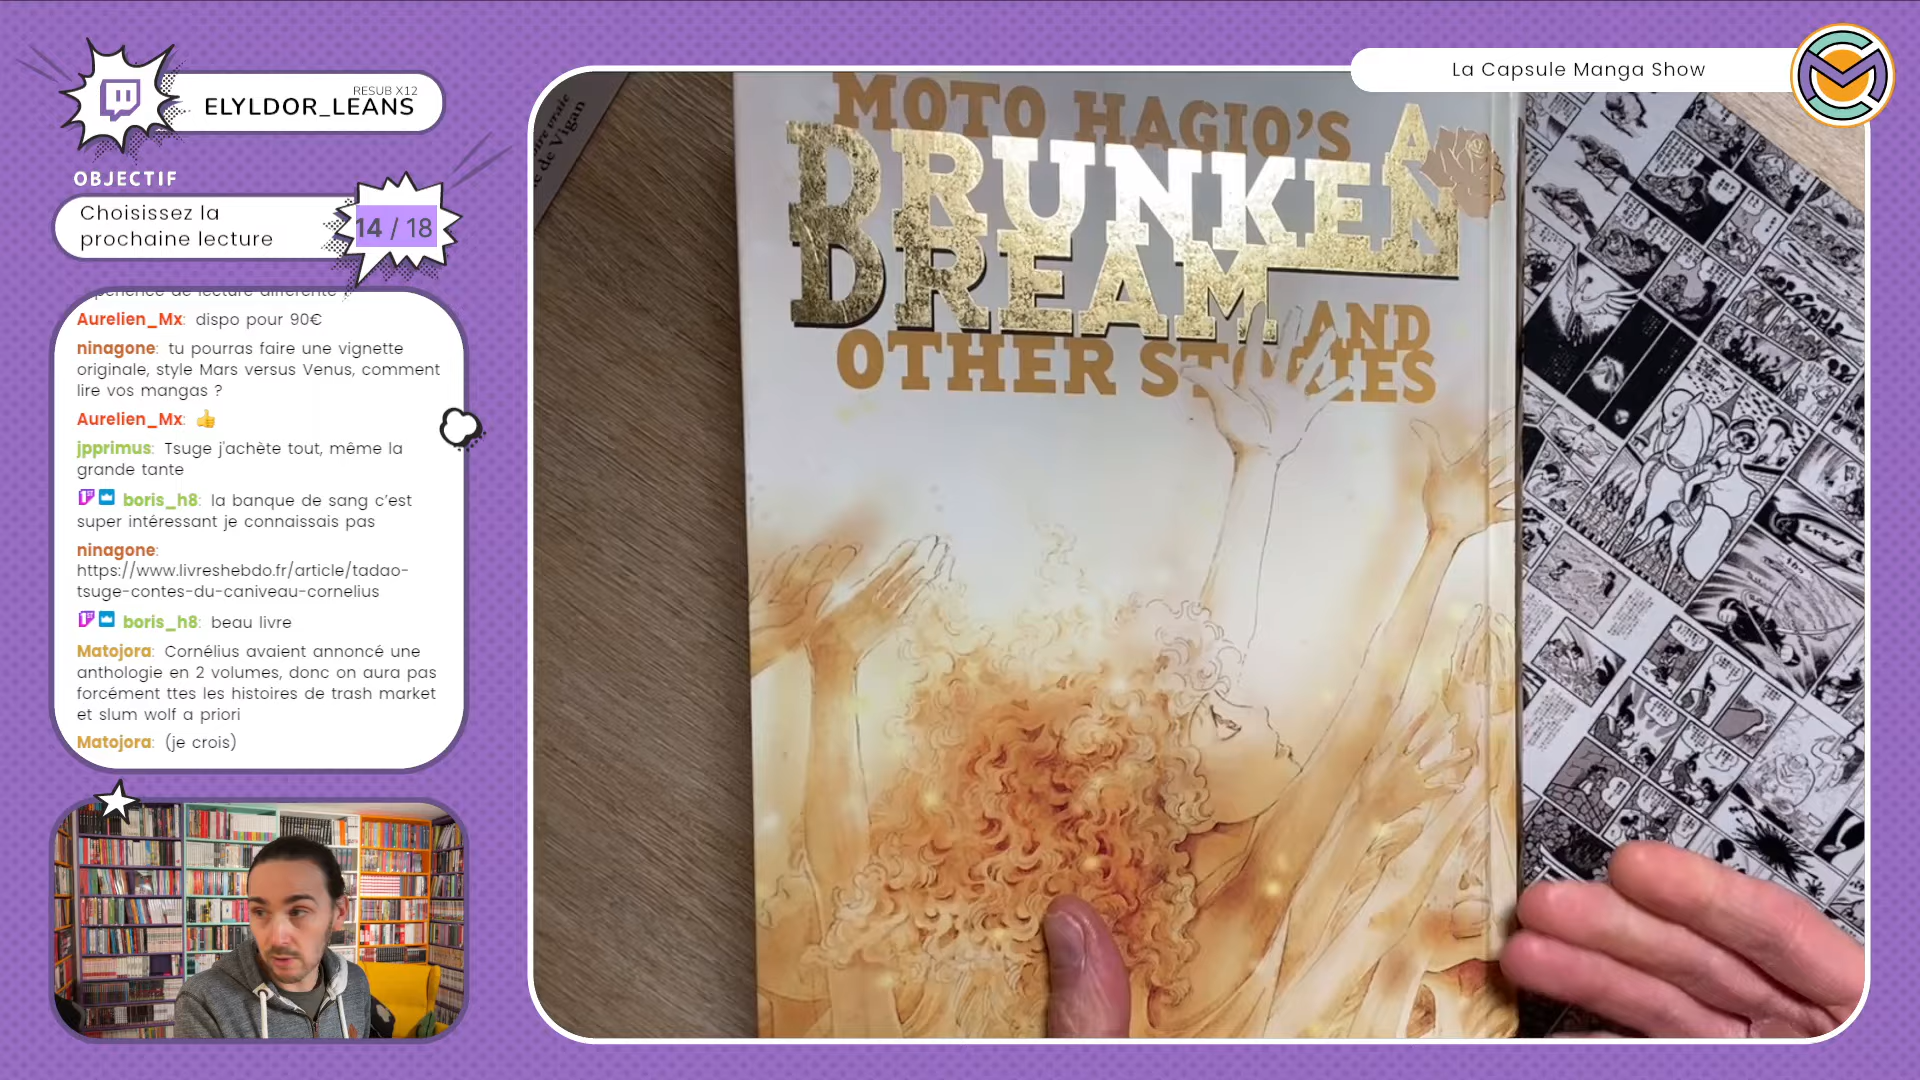 RESUB X12
ELYLDOR_LEANS
OBJECTIF
Choisissez la
prochaine lecture
14 / 18
Aurelien_Mx: dispo pour 90€
ninagone: tu pourras faire une vignette
originale, style Mars versus Venus, comment
lire vos mangas ?
Aurelien_Mx: 👍
jpprimus: Tsuge j'achète tout, même la
grande tante
boris_h8: la banque de sang c'est
super intéressant je connaissais pas
ninagone:
https://www.livreshebdo.fr/article/tadao-
tsuge-contes-du-caniveau-cornelius
boris_h8: beau livre
Matojora: Cornélius avaient annoncé une
anthologie en 2 volumes, donc on aura pas
forcément ttes les histoires de trash market
et slum wolf a priori
Matojora: (je crois)
La Capsule Manga Show
de Vigan
MOTO HAGIO'S
A
DRUNKEN
DREAM
AND
OTHER STORIES